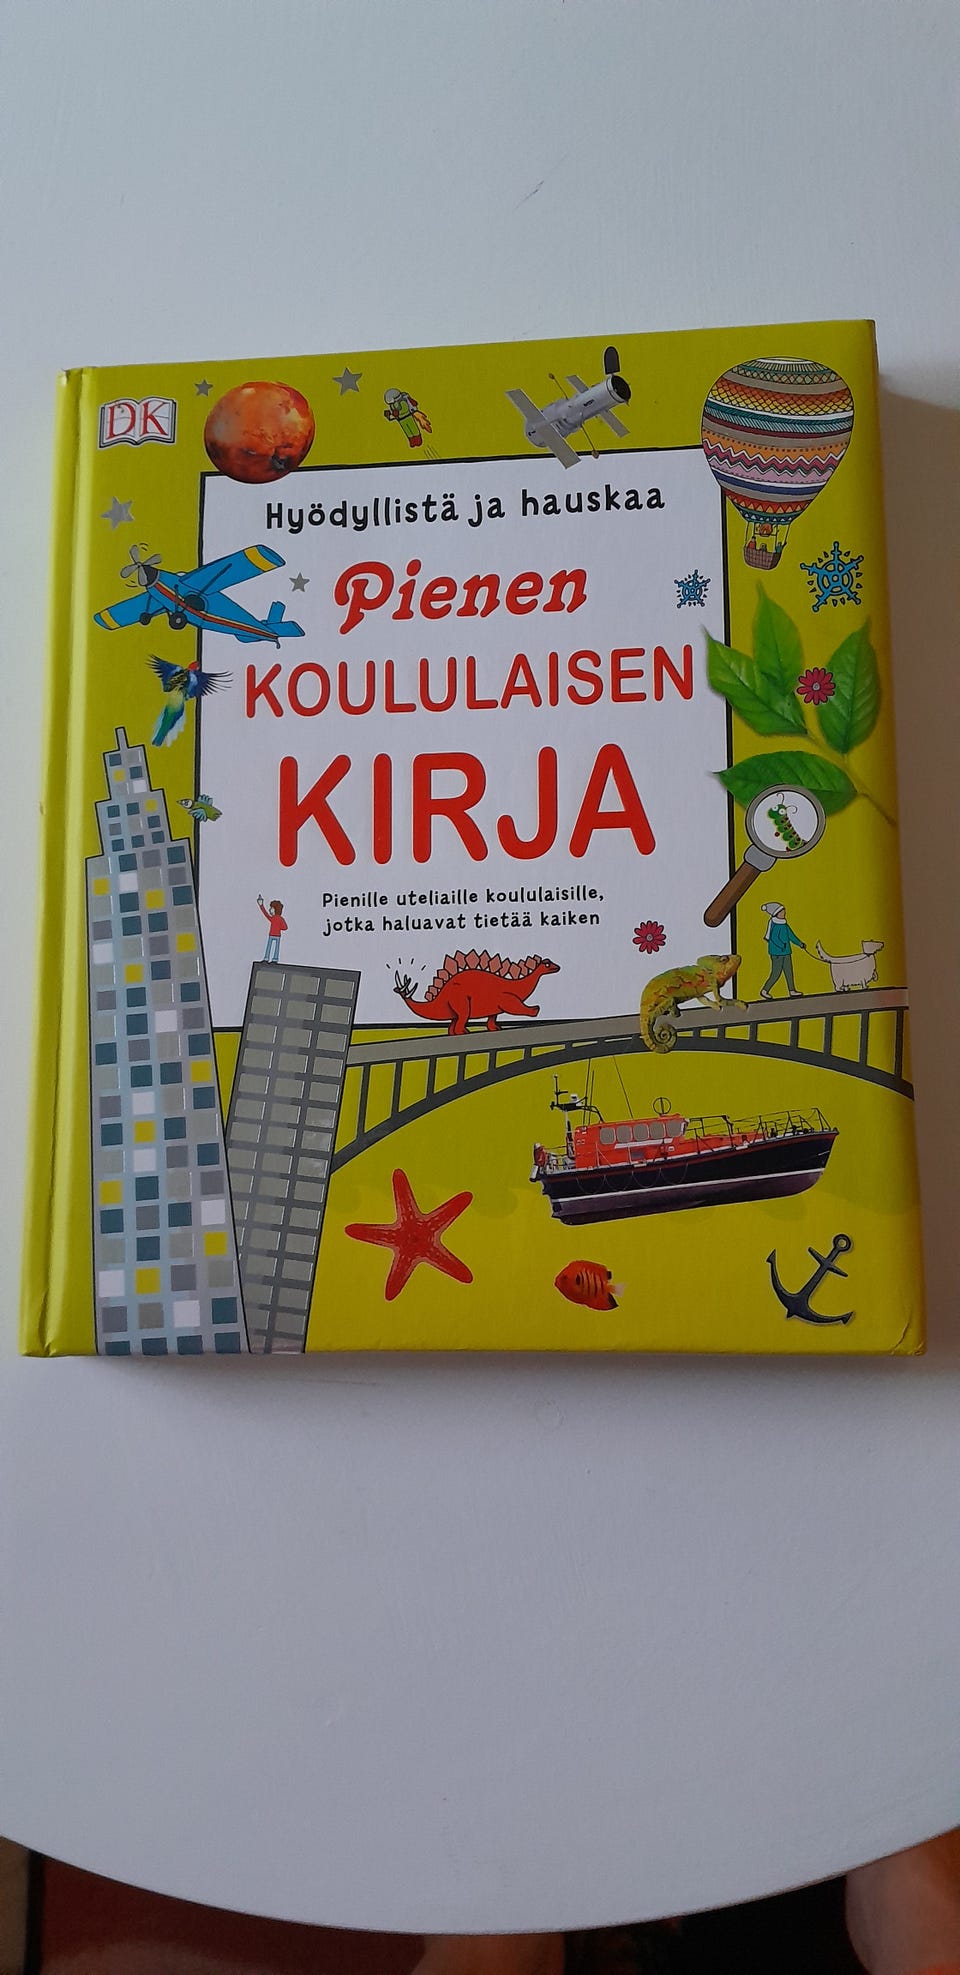 DK
Hyödyllistä ja hauskaa
Pienen
KOULULAISEN
KIRJA
Pienille uteliaille koululaisille,
jotka haluavat tietää kaiken